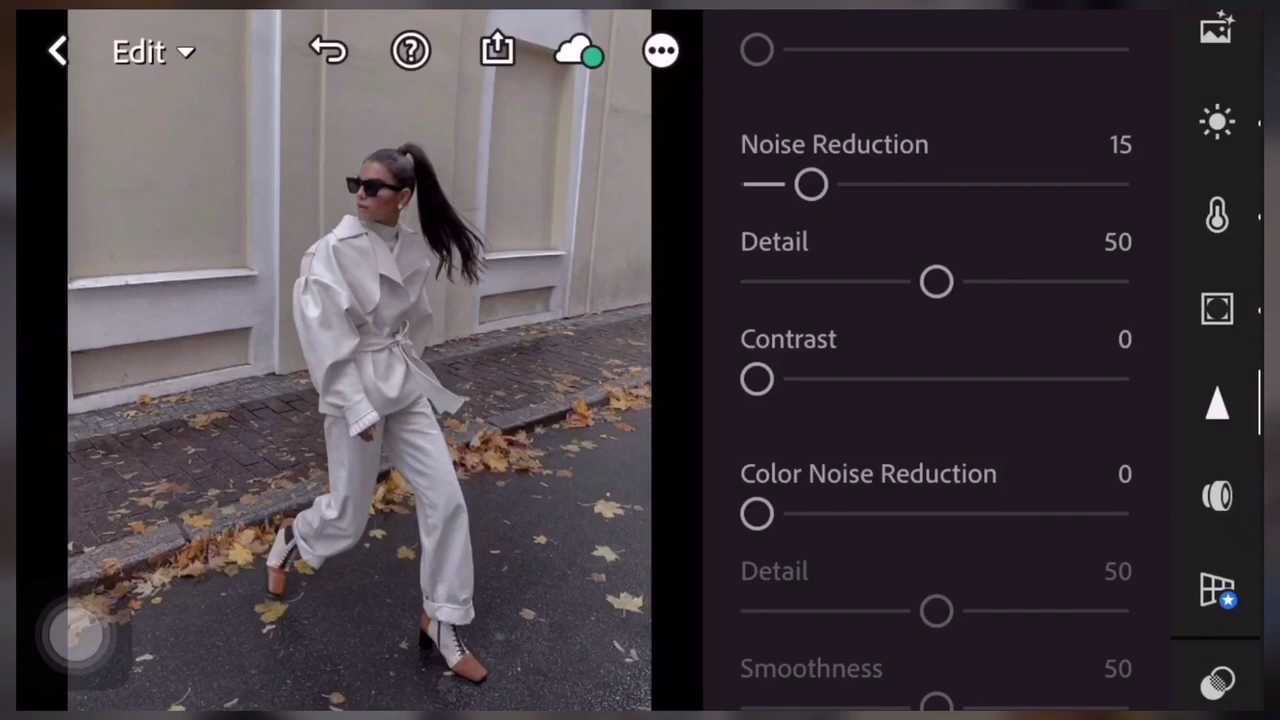 Edit
Noise Reduction 15
Detail 50
Contrast 0
Color Noise Reduction 0
Detail 50
Smoothness 50